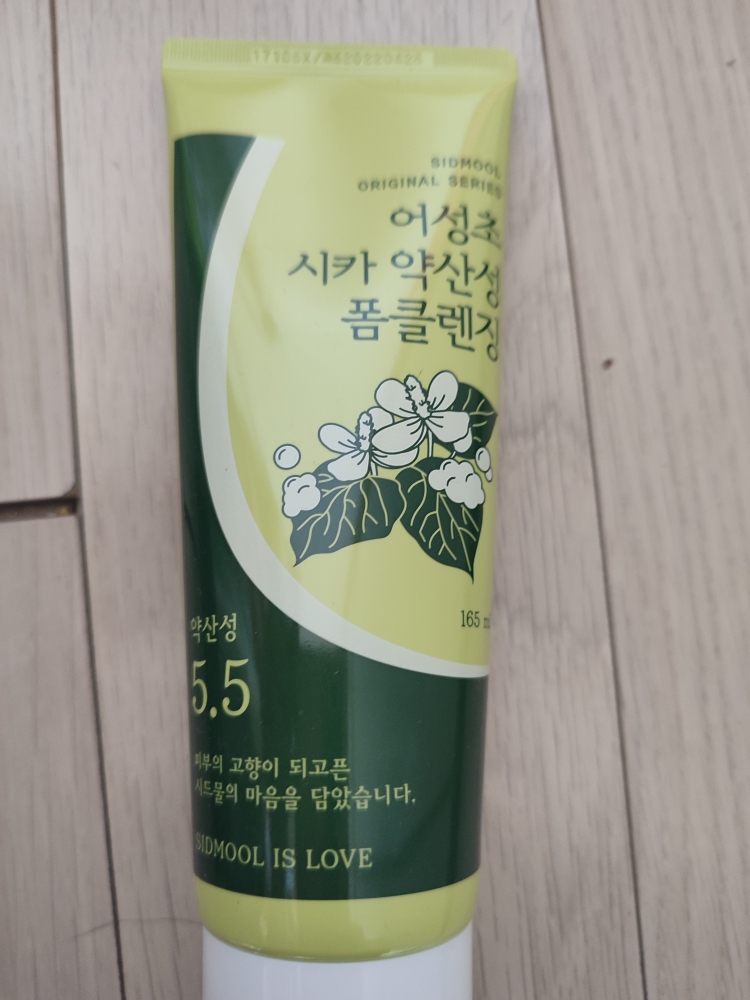 SIDMOOL
ORIGINAL SERIES
어성초
시카 약산성
폼클렌징
165 ml
약산성
5.5
피부의 고향이 되고픈
시드물의 마음을 담았습니다.
SIDMOOL IS LOVE